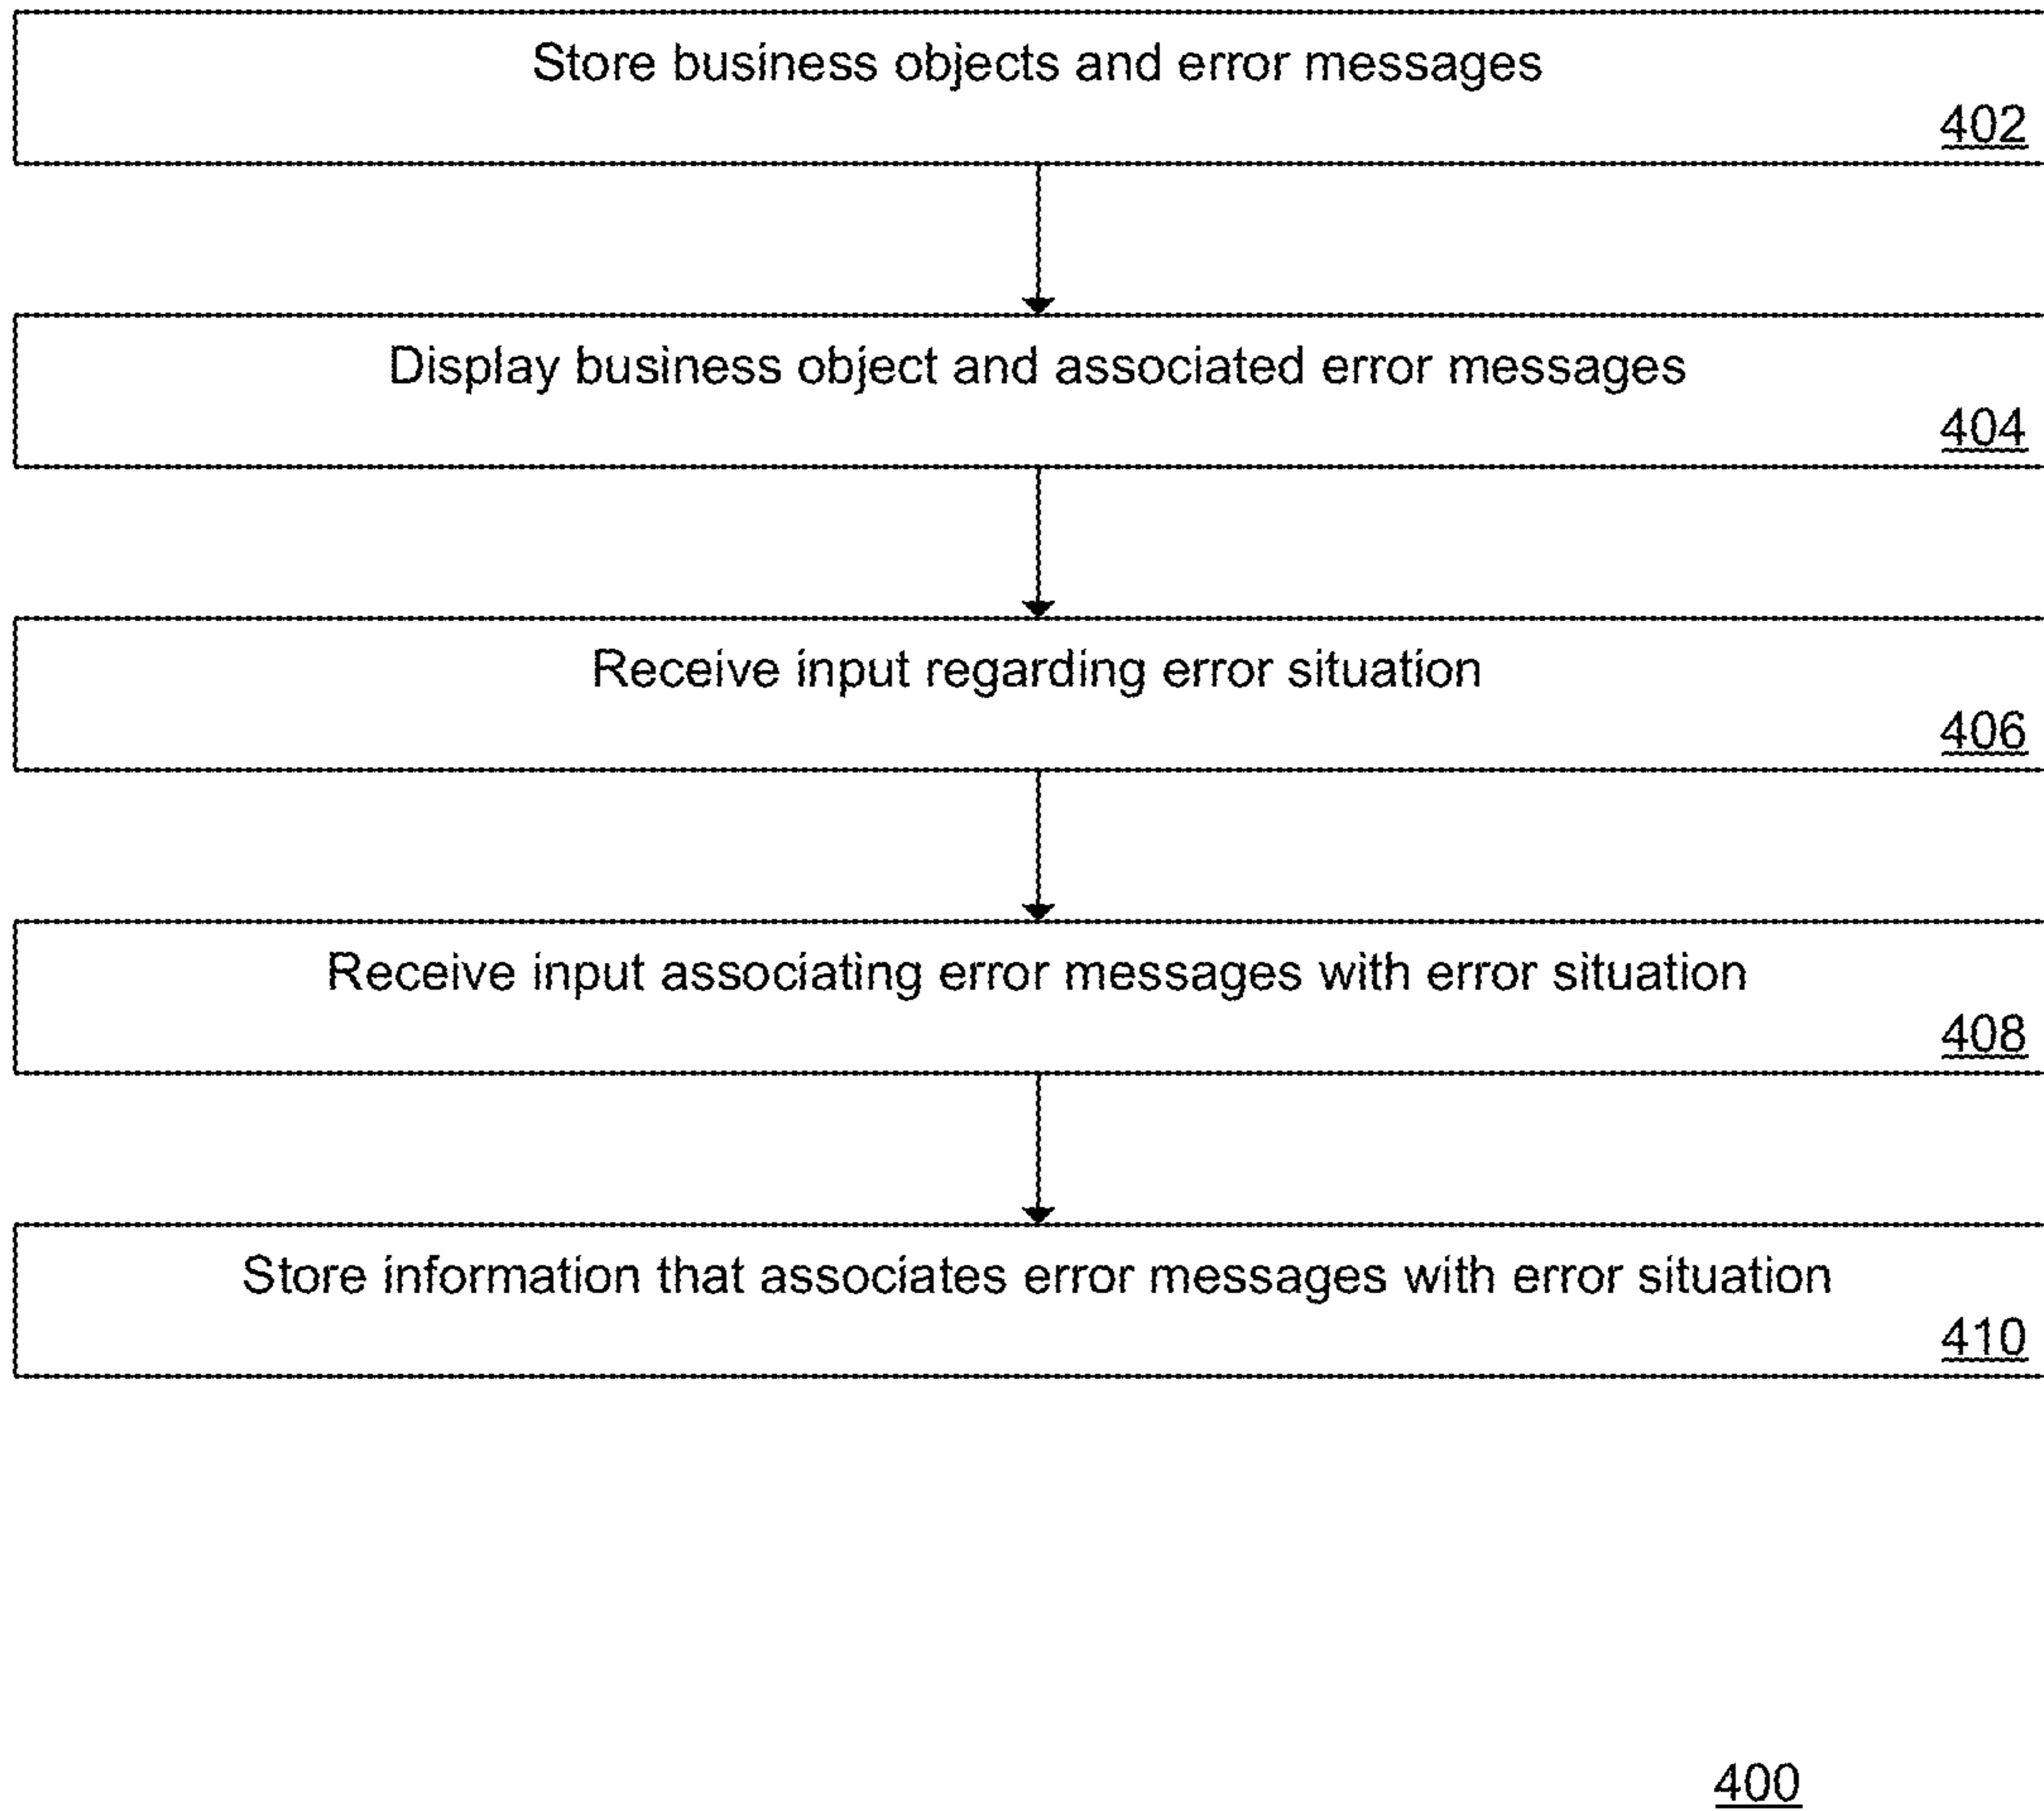 Store business objects and error messages
402
Display business object and associated error messages
404
Receive input regarding error situation
406
Receive input associating error messages with error situation
408
Store information that associates error messages with error situation
410
400